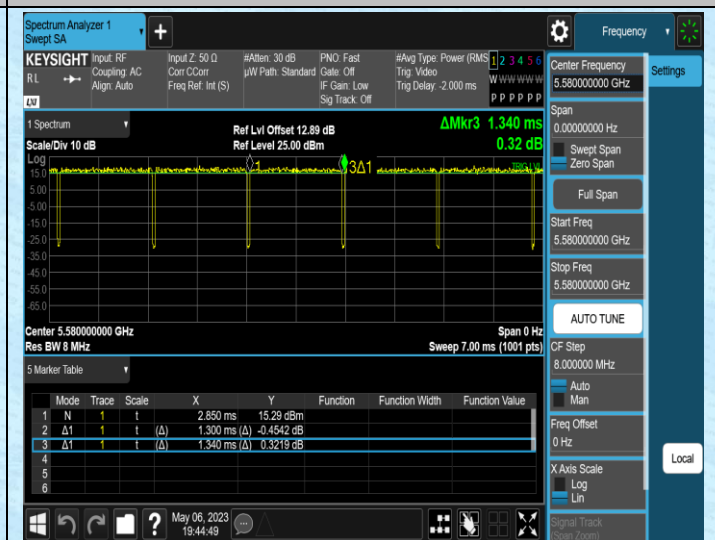 Spectrum Analyzer 1
Swept SA
Frequency
KEYSIGHT
RL
LXI
Input: RF
Coupling: AC
Align: Auto
Input Z: 50 Ω
Corr CCorr
Freq Ref: Int (S)
#Atten: 30 dB
µW Path: Standard
PNO: Fast
Gate: Off
IF Gain: Low
Sig Track: Off
#Avg Type: Power (RMS
Trig: Video
Trig Delay: -2.000 ms
1 2 3 4 5 6
W W W W W W
P P P P P P
1 Spectrum
Scale/Div 10 dB
Ref Lvl Offset 12.89 dB
Ref Level 25.00 dBm
ΔMkr3 1.340 ms
0.32 dB
Log
15.0
5.00
-5.00
-15.0
-25.0
-35.0
-45.0
-55.0
-65.0
1
3Δ1
TRIG LVL
Center 5.580000000 GHz
Res BW 8 MHz
Span 0 Hz
Sweep 7.00 ms (1001 pts)
5 Marker Table
Mode Trace Scale X Y Function Function Width Function Value
1 N 1 t 2.850 ms 15.29 dBm
2 Δ1 1 t (Δ) 1.300 ms (Δ) -0.4542 dB
3 Δ1 1 t (Δ) 1.340 ms (Δ) 0.3219 dB
4
5
6
May 06, 2023
19:44:49
Center Frequency
5.580000000 GHz
Span
0.00000000 Hz
Swept Span
Zero Span
Full Span
Start Freq
5.580000000 GHz
Stop Freq
5.580000000 GHz
AUTO TUNE
CF Step
8.000000 MHz
Auto
Man
Freq Offset
0 Hz
X Axis Scale
Log
Lin
Signal Track
(Span Zoom)
Settings
Local